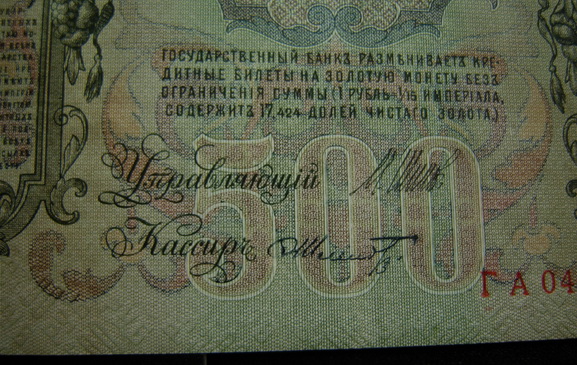 ГОСУДАРСТВЕННЫЙ БАНКЪ РАЗМѢНИВАЕТЪ КРЕ-
ДИТНЫЕ БИЛЕТЫ НА ЗОЛОТУЮ МОНЕТУ БЕЗЪ
ОГРАНИЧЕНІЯ СУММЫ (1 РУБЛЬ=1/15 ИМПЕРІАЛА,
СОДЕРЖИТЪ 17,424 ДОЛЕЙ ЧИСТАГО ЗОЛОТА.)
500
Управляющій
Кассиръ
ГА 04